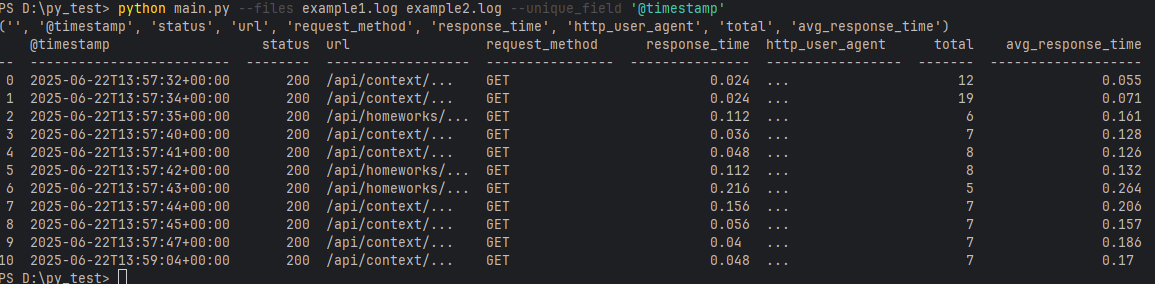 PS D:\py_test> python main.py --files example1.log example2.log --unique_field '@timestamp'
('', '@timestamp', 'status', 'url', 'request_method', 'response_time', 'http_user_agent', 'total', 'avg_response_time')
    @timestamp                   status  url                 request_method      response_time  http_user_agent      total    avg_response_time
--  -------------------------  --------  ------------------  ----------------  ---------------  -----------------  -------  -------------------
 0  2025-06-22T13:57:32+00:00       200  /api/context/...    GET                         0.024  ...                     12                0.055
 1  2025-06-22T13:57:34+00:00       200  /api/context/...    GET                         0.024  ...                     19                0.071
 2  2025-06-22T13:57:35+00:00       200  /api/homeworks/...  GET                         0.112  ...                      6                0.161
 3  2025-06-22T13:57:40+00:00       200  /api/context/...    GET                         0.036  ...                      7                0.128
 4  2025-06-22T13:57:41+00:00       200  /api/context/...    GET                         0.048  ...                      8                0.126
 5  2025-06-22T13:57:42+00:00       200  /api/homeworks/...  GET                         0.112  ...                      8                0.132
 6  2025-06-22T13:57:43+00:00       200  /api/homeworks/...  GET                         0.216  ...                      5                0.264
 7  2025-06-22T13:57:44+00:00       200  /api/context/...    GET                         0.156  ...                      7                0.206
 8  2025-06-22T13:57:45+00:00       200  /api/context/...    GET                         0.056  ...                      7                0.157
 9  2025-06-22T13:57:47+00:00       200  /api/context/...    GET                         0.04   ...                      7                0.186
10  2025-06-22T13:59:04+00:00       200  /api/context/...    GET                         0.048  ...                      7                0.17
PS D:\py_test>